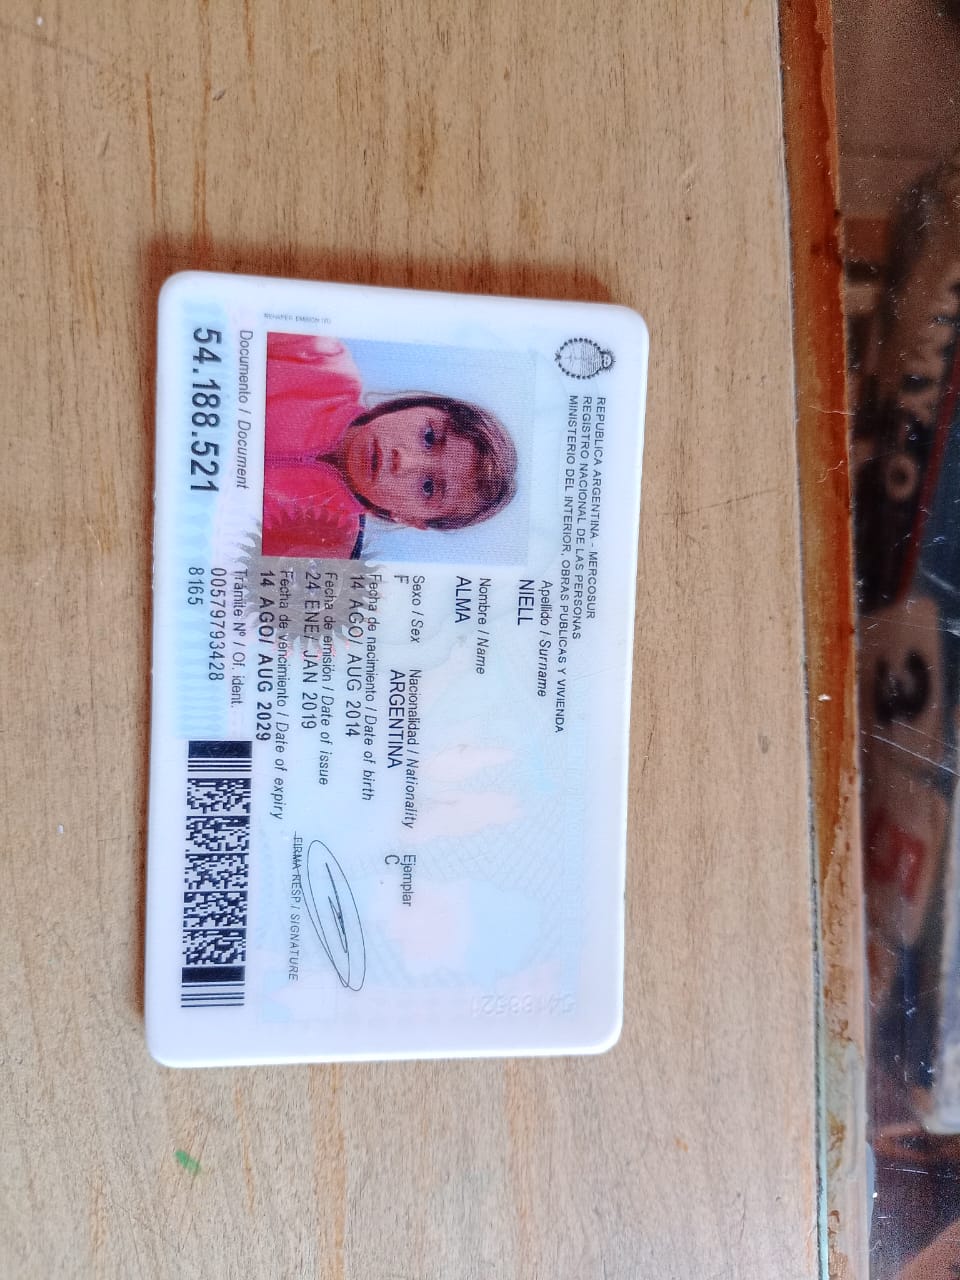 REPUBLICA ARGENTINA - MERCOSUR
REGISTRO NACIONAL DE LAS PERSONAS
MINISTERIO DEL INTERIOR, OBRAS PUBLICAS Y VIVIENDA
Apellido / Surname
NIELL
Nombre / Name
ALMA
Sexo / Sex Nacionalidad / Nationality Ejemplar
F ARGENTINA C
Fecha de nacimiento / Date of birth
14 AGO/ AUG 2014
Fecha de emisión / Date of issue
24 ENE/ JAN 2019
Fecha de vencimiento / Date of expiry
14 AGO/ AUG 2029
FIRMA RESP / SIGNATURE
Documento / Document
54.188.521
Trámite Nº / Of. ident.
00579793428
8165
54188521